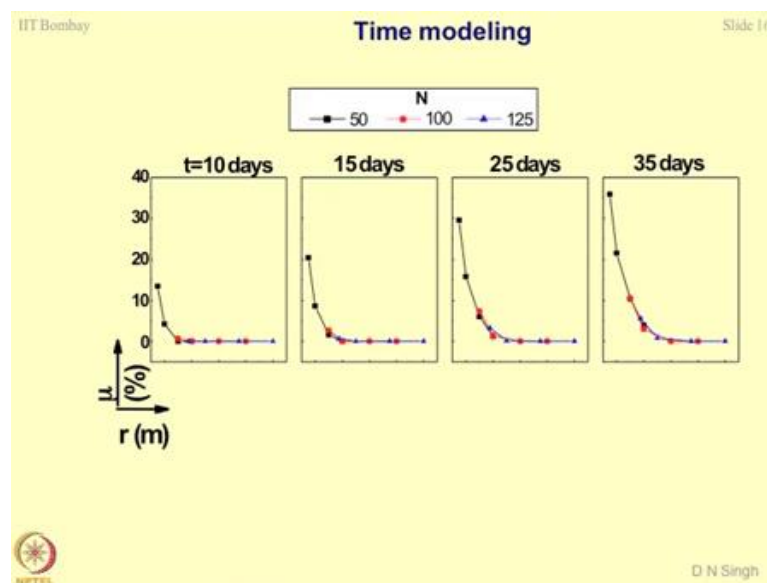 IIT Bombay
Time modeling
Slide 16
N
50 100 125
t=10 days 15 days 25 days 35 days
40
30
20
10
0
μ (%)
r (m)
NPTEL
D N Singh